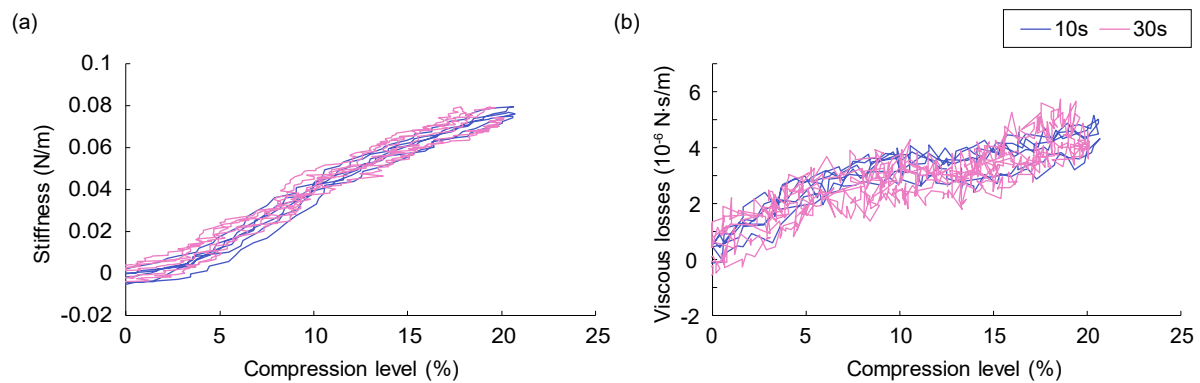 (a)
(b)
10s 30s
Stiffness (N/m)
0.1
0.08
0.06
0.04
0.02
0
-0.02
0 5 10 15 20 25
Compression level (%)
Viscous losses (10⁻⁶ N·s/m)
6
4
2
0
-2
0 5 10 15 20 25
Compression level (%)